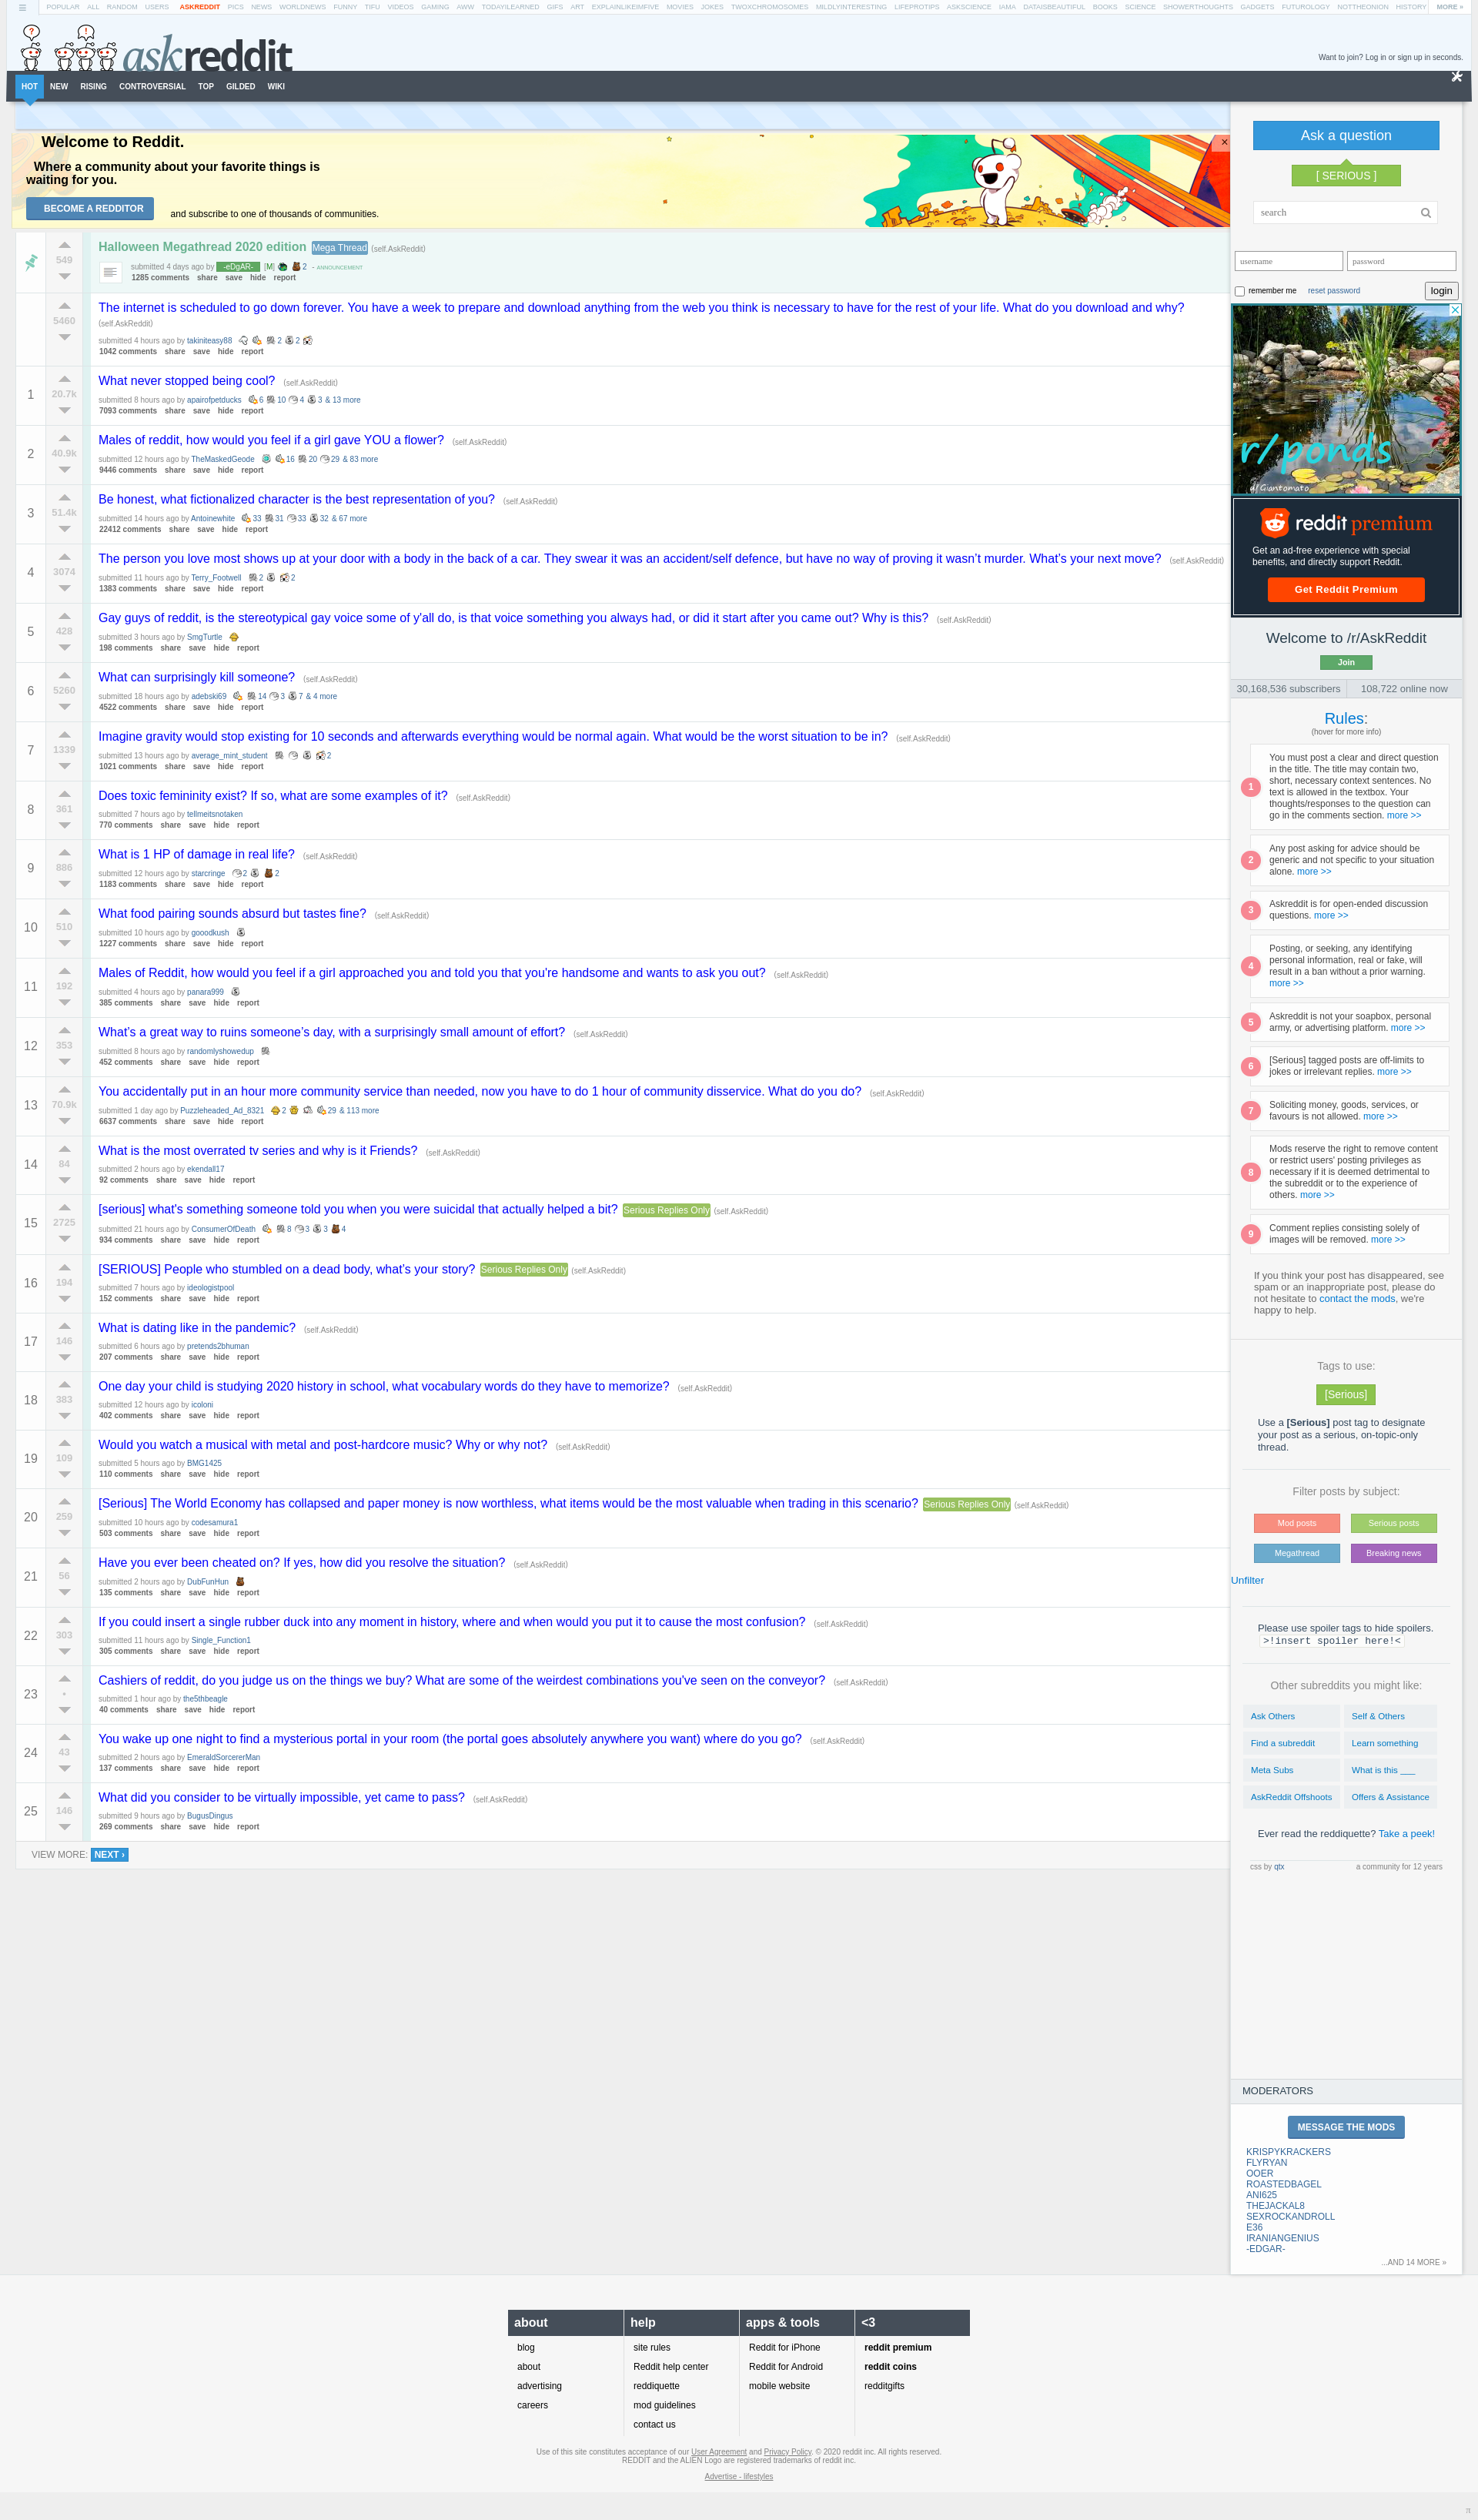 POPULAR ALL RANDOM USERS ASKREDDIT PICS NEWS WORLDNEWS FUNNY TIFU VIDEOS GAMING AWW TODAYILEARNED GIFS ART EXPLAINLIKEIMFIVE MOVIES JOKES TWOXCHROMOSOMES MILDLYINTERESTING LIFEPROTIPS ASKSCIENCE IAMA DATAISBEAUTIFUL BOOKS SCIENCE SHOWERTHOUGHTS GADGETS FUTUROLOGY NOTTHEONION HISTORY MORE »
askreddit
Want to join? Log in or sign up in seconds.
HOT NEW RISING CONTROVERSIAL TOP GILDED WIKI
Welcome to Reddit.
Where a community about your favorite things is
waiting for you.
BECOME A REDDITOR and subscribe to one of thousands of communities.
×
549
Halloween Megathread 2020 edition Mega Thread (self.AskReddit)
submitted 4 days ago by -eDgAR- [M] 2 - ANNOUNCEMENT
1285 comments share save hide report
5460
The internet is scheduled to go down forever. You have a week to prepare and download anything from the web you think is necessary to have for the rest of your life. What do you download and why?
(self.AskReddit)
submitted 4 hours ago by takiniteasy88 2 2
1042 comments share save hide report
1
20.7k
What never stopped being cool? (self.AskReddit)
submitted 8 hours ago by apairofpetducks 6 10 4 3 & 13 more
7093 comments share save hide report
2
40.9k
Males of reddit, how would you feel if a girl gave YOU a flower? (self.AskReddit)
submitted 12 hours ago by TheMaskedGeode 16 20 29 & 83 more
9446 comments share save hide report
3
51.4k
Be honest, what fictionalized character is the best representation of you? (self.AskReddit)
submitted 14 hours ago by Antoinewhite 33 31 33 32 & 67 more
22412 comments share save hide report
4
3074
The person you love most shows up at your door with a body in the back of a car. They swear it was an accident/self defence, but have no way of proving it wasn’t murder. What’s your next move? (self.AskReddit)
submitted 11 hours ago by Terry_Footwell 2 2
1383 comments share save hide report
5
428
Gay guys of reddit, is the stereotypical gay voice some of y'all do, is that voice something you always had, or did it start after you came out? Why is this? (self.AskReddit)
submitted 3 hours ago by SmgTurtle
198 comments share save hide report
6
5260
What can surprisingly kill someone? (self.AskReddit)
submitted 18 hours ago by adebski69 14 3 7 & 4 more
4522 comments share save hide report
7
1339
Imagine gravity would stop existing for 10 seconds and afterwards everything would be normal again. What would be the worst situation to be in? (self.AskReddit)
submitted 13 hours ago by average_mint_student 2
1021 comments share save hide report
8
361
Does toxic femininity exist? If so, what are some examples of it? (self.AskReddit)
submitted 7 hours ago by tellmeitsnotaken
770 comments share save hide report
9
886
What is 1 HP of damage in real life? (self.AskReddit)
submitted 12 hours ago by starcringe 2 2
1183 comments share save hide report
10
510
What food pairing sounds absurd but tastes fine? (self.AskReddit)
submitted 10 hours ago by gooodkush
1227 comments share save hide report
11
192
Males of Reddit, how would you feel if a girl approached you and told you that you're handsome and wants to ask you out? (self.AskReddit)
submitted 4 hours ago by panara999
385 comments share save hide report
12
353
What’s a great way to ruins someone’s day, with a surprisingly small amount of effort? (self.AskReddit)
submitted 8 hours ago by randomlyshowedup
452 comments share save hide report
13
70.9k
You accidentally put in an hour more community service than needed, now you have to do 1 hour of community disservice. What do you do? (self.AskReddit)
submitted 1 day ago by Puzzleheaded_Ad_8321 2 29 & 113 more
6637 comments share save hide report
14
84
What is the most overrated tv series and why is it Friends? (self.AskReddit)
submitted 2 hours ago by ekendall17
92 comments share save hide report
15
2725
[serious] what's something someone told you when you were suicidal that actually helped a bit? Serious Replies Only (self.AskReddit)
submitted 21 hours ago by ConsumerOfDeath 8 3 3 4
934 comments share save hide report
16
194
[SERIOUS] People who stumbled on a dead body, what's your story? Serious Replies Only (self.AskReddit)
submitted 7 hours ago by ideologistpool
152 comments share save hide report
17
146
What is dating like in the pandemic? (self.AskReddit)
submitted 6 hours ago by pretends2bhuman
207 comments share save hide report
18
383
One day your child is studying 2020 history in school, what vocabulary words do they have to memorize? (self.AskReddit)
submitted 12 hours ago by icoloni
402 comments share save hide report
19
109
Would you watch a musical with metal and post-hardcore music? Why or why not? (self.AskReddit)
submitted 5 hours ago by BMG1425
110 comments share save hide report
20
259
[Serious] The World Economy has collapsed and paper money is now worthless, what items would be the most valuable when trading in this scenario? Serious Replies Only (self.AskReddit)
submitted 10 hours ago by codesamura1
503 comments share save hide report
21
56
Have you ever been cheated on? If yes, how did you resolve the situation? (self.AskReddit)
submitted 2 hours ago by DubFunHun
135 comments share save hide report
22
303
If you could insert a single rubber duck into any moment in history, where and when would you put it to cause the most confusion? (self.AskReddit)
submitted 11 hours ago by Single_Function1
305 comments share save hide report
23
•
Cashiers of reddit, do you judge us on the things we buy? What are some of the weirdest combinations you've seen on the conveyor? (self.AskReddit)
submitted 1 hour ago by the5thbeagle
40 comments share save hide report
24
43
You wake up one night to find a mysterious portal in your room (the portal goes absolutely anywhere you want) where do you go? (self.AskReddit)
submitted 2 hours ago by EmeraldSorcererMan
137 comments share save hide report
25
146
What did you consider to be virtually impossible, yet came to pass? (self.AskReddit)
submitted 9 hours ago by BugusDingus
269 comments share save hide report
VIEW MORE: NEXT ›
Ask a question
[ SERIOUS ]
search
username password
remember me reset password login
r/ponds
u/Giantomato
reddit premium
Get an ad-free experience with special
benefits, and directly support Reddit.
Get Reddit Premium
Welcome to /r/AskReddit
Join
30,168,536 subscribers 108,722 online now
Rules:
(hover for more info)
1
You must post a clear and direct question
in the title. The title may contain two,
short, necessary context sentences. No
text is allowed in the textbox. Your
thoughts/responses to the question can
go in the comments section. more >>
2
Any post asking for advice should be
generic and not specific to your situation
alone. more >>
3
Askreddit is for open-ended discussion
questions. more >>
4
Posting, or seeking, any identifying
personal information, real or fake, will
result in a ban without a prior warning.
more >>
5
Askreddit is not your soapbox, personal
army, or advertising platform. more >>
6
[Serious] tagged posts are off-limits to
jokes or irrelevant replies. more >>
7
Soliciting money, goods, services, or
favours is not allowed. more >>
8
Mods reserve the right to remove content
or restrict users' posting privileges as
necessary if it is deemed detrimental to
the subreddit or to the experience of
others. more >>
9
Comment replies consisting solely of
images will be removed. more >>
If you think your post has disappeared, see
spam or an inappropriate post, please do
not hesitate to contact the mods, we're
happy to help.
Tags to use:
[Serious]
Use a [Serious] post tag to designate
your post as a serious, on-topic-only
thread.
Filter posts by subject:
Mod posts Serious posts
Megathread Breaking news
Unfilter
Please use spoiler tags to hide spoilers.
>!insert spoiler here!<
Other subreddits you might like:
Ask Others Self & Others
Find a subreddit Learn something
Meta Subs What is this ___
AskReddit Offshoots Offers & Assistance
Ever read the reddiquette? Take a peek!
css by qtx a community for 12 years
MODERATORS
MESSAGE THE MODS
KRISPYKRACKERS
FLYRYAN
OOER
ROASTEDBAGEL
ANI625
THEJACKAL8
SEXROCKANDROLL
E36
IRANIANGENIUS
-EDGAR-
...AND 14 MORE »
about help apps & tools <3
blog site rules Reddit for iPhone reddit premium
about Reddit help center Reddit for Android reddit coins
advertising reddiquette mobile website redditgifts
careers mod guidelines
contact us
Use of this site constitutes acceptance of our User Agreement and Privacy Policy. © 2020 reddit inc. All rights reserved.
REDDIT and the ALIEN Logo are registered trademarks of reddit inc.
Advertise - lifestyles
π